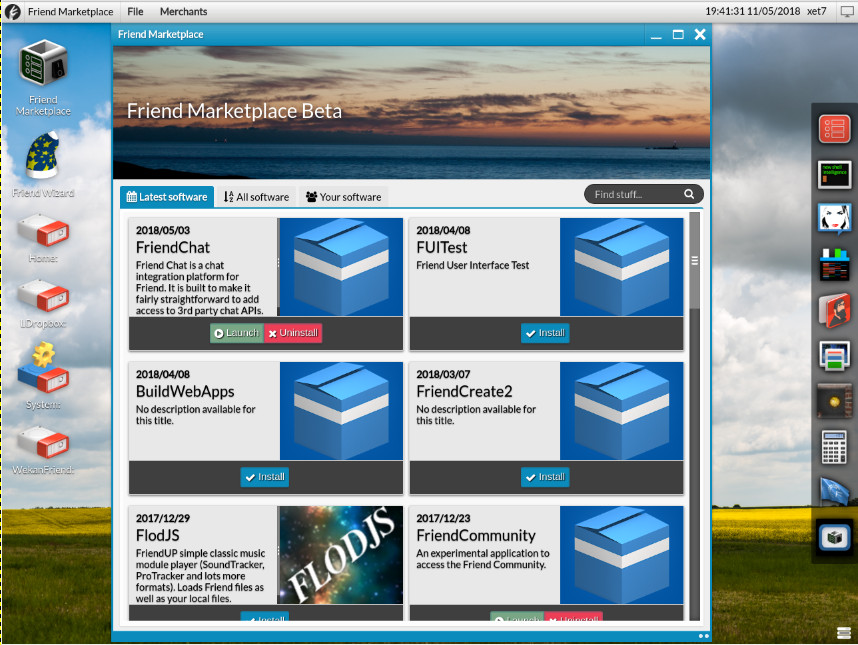 Friend Marketplace File Merchants 19:41:31 11/05/2018 xet7
Friend Marketplace
Friend
Marketplace
Friend Wizard
Home:
LDropbox:
System:
WekanFriend:
Friend Marketplace Beta
Latest software All software Your software Find stuff...
2018/05/03
FriendChat
Friend Chat is a chat
integration platform for
Friend. It is built to make it
fairly straightforward to add
access to 3rd party chat APIs.
Launch Uninstall
2018/04/08
FUITest
Friend User Interface Test
Install
2018/04/08
BuildWebApps
No description available for
this title.
Install
2018/03/07
FriendCreate2
No description available for
this title.
Install
2017/12/29
FlodJS
FriendUP simple classic music
module player (SoundTracker,
ProTracker and lots more
formats). Loads Friend files as
well as your local files.
FLODJS
Install
2017/12/23
FriendCommunity
An experimental application to
access the Friend Community.
Launch Uninstall